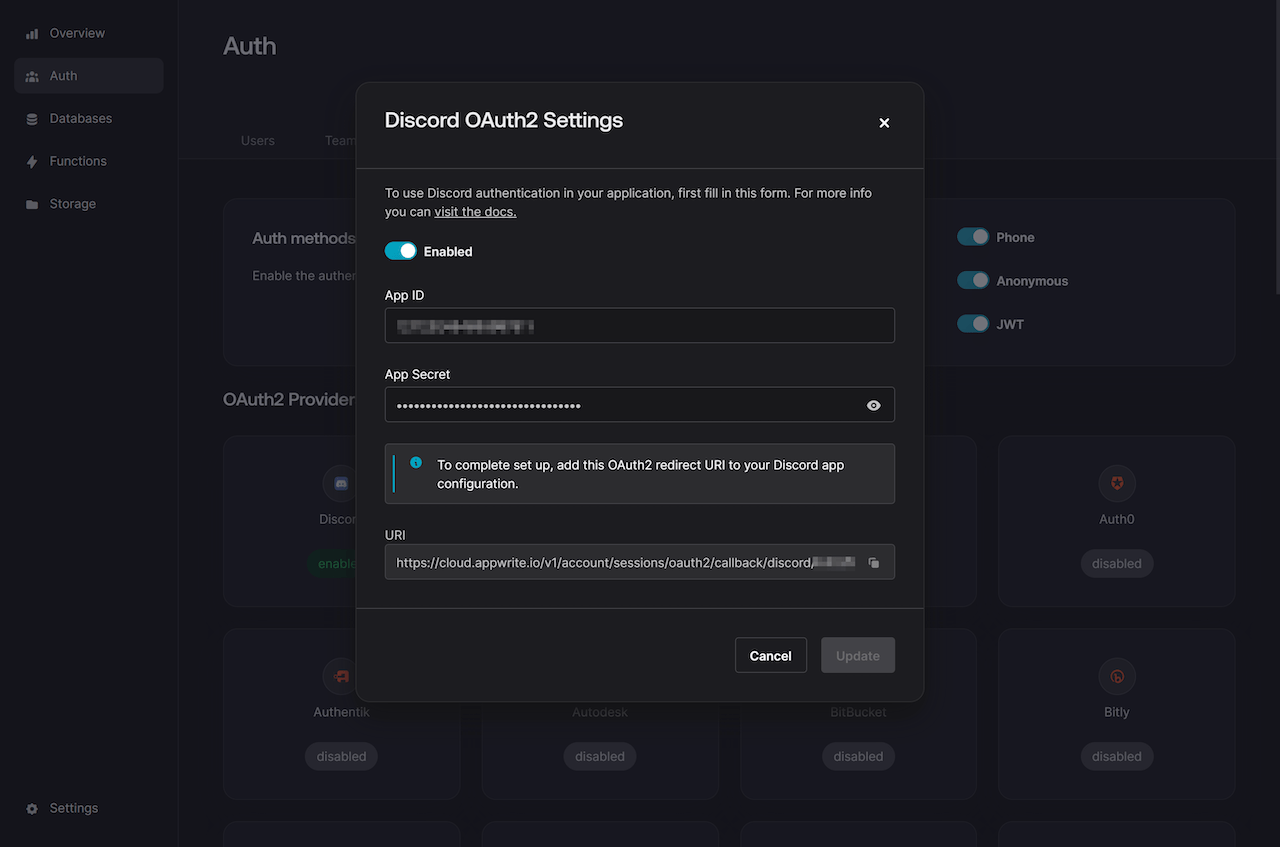 Overview
Auth
Databases
Functions
Storage
Settings
Auth
Users
Team
Auth methods
Enable the auther
Phone
Anonymous
JWT
OAuth2 Provider
Discor
enable
Auth0
disabled
Authentik
disabled
Autodesk
disabled
BitBucket
disabled
Bitly
disabled
Discord OAuth2 Settings
To use Discord authentication in your application, first fill in this form. For more info
you can visit the docs.
Enabled
App ID
App Secret
••••••••••••••••••••••••••••••••
To complete set up, add this OAuth2 redirect URI to your Discord app
configuration.
URI
https://cloud.appwrite.io/v1/account/sessions/oauth2/callback/discord/
Cancel
Update